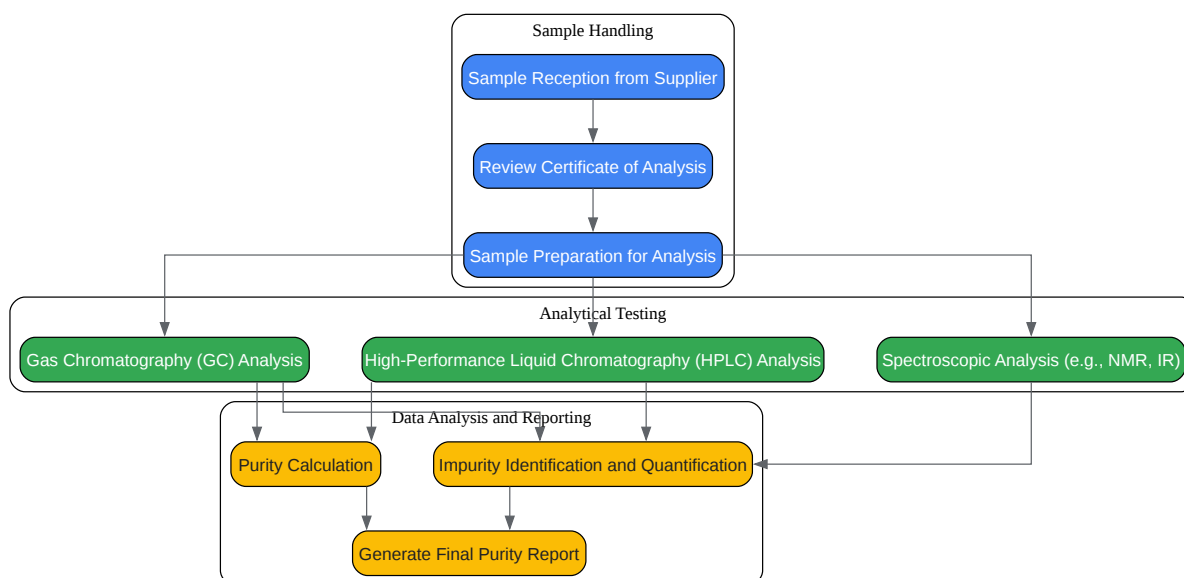 Sample Handling
Sample Reception from Supplier
Review Certificate of Analysis
Sample Preparation for Analysis
Analytical Testing
Gas Chromatography (GC) Analysis
High-Performance Liquid Chromatography (HPLC) Analysis
Spectroscopic Analysis (e.g., NMR, IR)
Data Analysis and Reporting
Purity Calculation
Impurity Identification and Quantification
Generate Final Purity Report